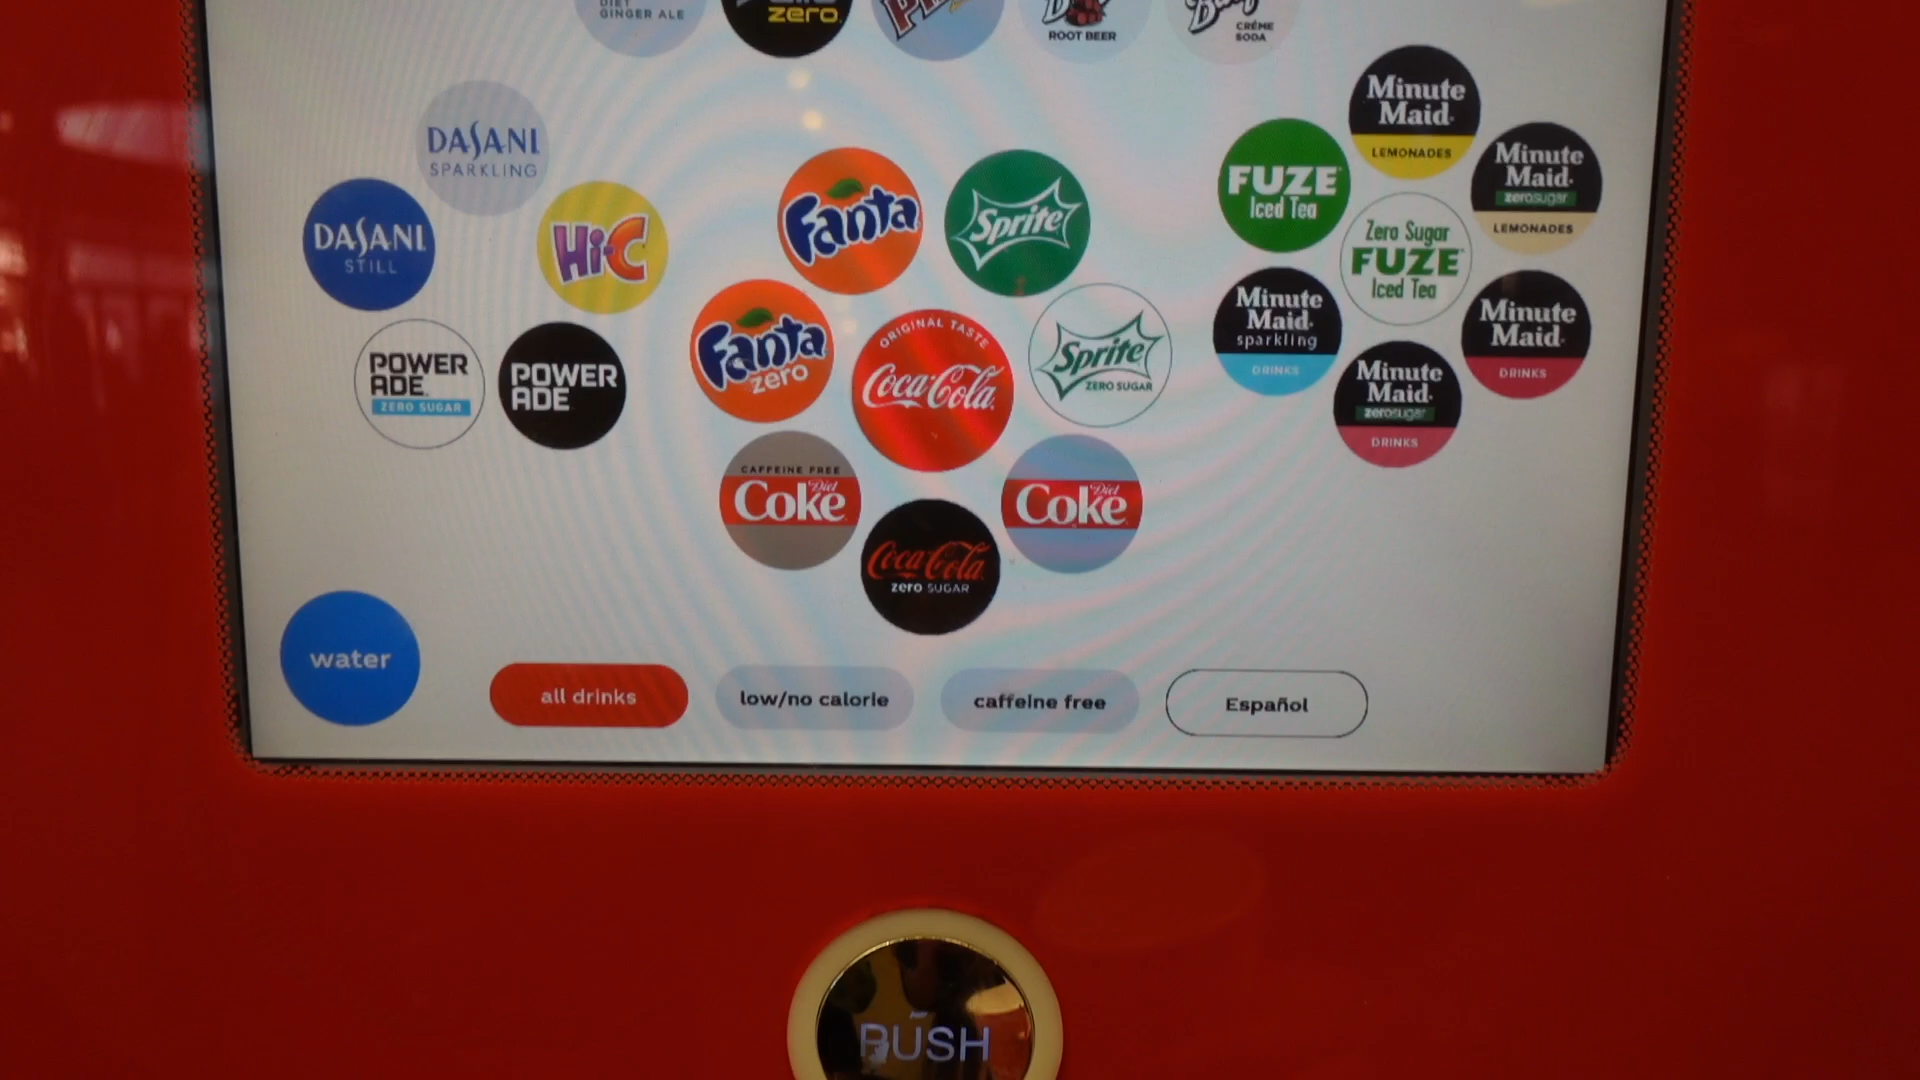 DIET
GINGER ALE
zero
ROOT BEER
CRÉME
SODA
DASANI
SPARKLING
DASANI
STILL
Hi-C
POWER
ADE
ZERO SUGAR
POWER
ADE
Fanta
Sprite
Fanta
zero
ORIGINAL TASTE
Coca-Cola
Sprite
ZERO SUGAR
CAFFEINE FREE
Diet
Coke
Diet
Coke
Coca-Cola
zero SUGAR
Minute
Maid
LEMONADES
FUZE
Iced Tea
Minute
Maid
zerosugar
LEMONADES
Zero Sugar
FUZE
Iced Tea
Minute
Maid
sparkling
DRINKS
Minute
Maid
DRINKS
Minute
Maid
zerosugar
DRINKS
water
all drinks
low/no calorie
caffeine free
Español
PUSH